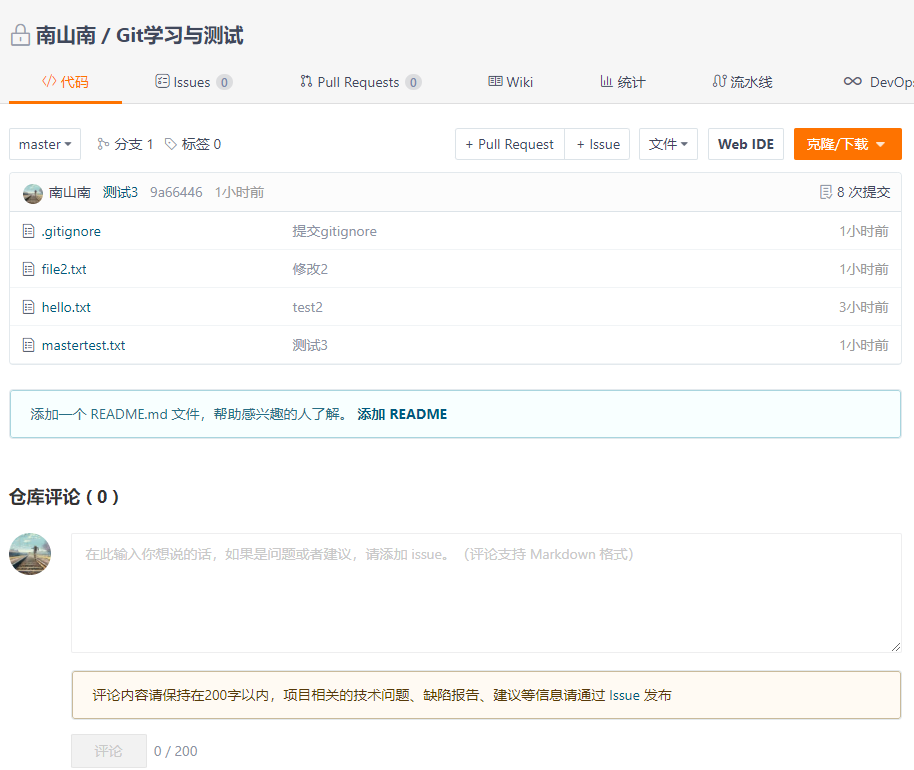 南山南 / Git学习与测试
代码 Issues 0 Pull Requests 0 Wiki 统计 流水线 DevOps
master 分支 1 标签 0 + Pull Request + Issue 文件 Web IDE 克隆/下载
南山南 测试3 9a66446 1小时前 8 次提交
.gitignore 提交gitignore 1小时前
file2.txt 修改2 1小时前
hello.txt test2 3小时前
mastertest.txt 测试3 1小时前
添加一个 README.md 文件，帮助感兴趣的人了解。 添加 README
仓库评论 ( 0 )
在此输入你想说的话，如果是问题或者建议，请添加 issue。（评论支持 Markdown 格式）
评论内容请保持在200字以内，项目相关的技术问题、缺陷报告、建议等信息请通过 Issue 发布
评论 0 / 200